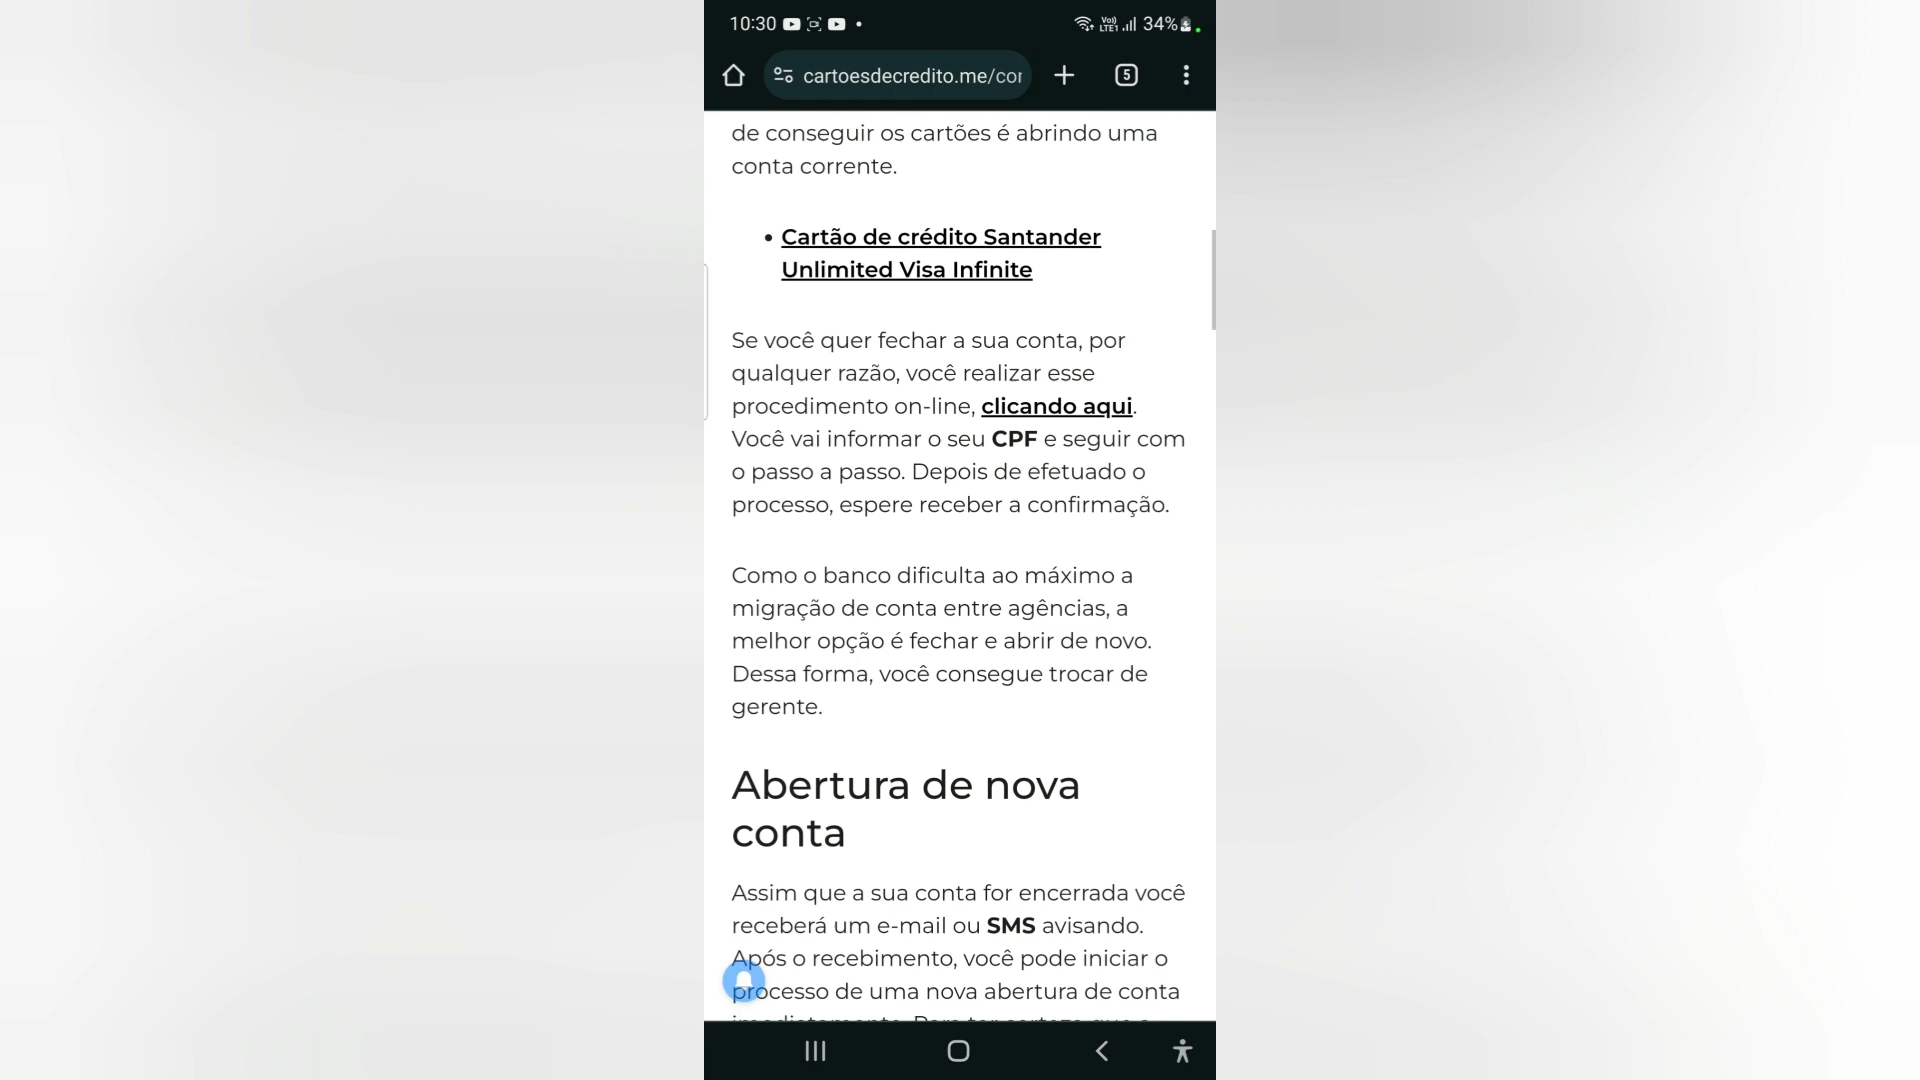 10:30
Vo))
LTE1
34%
cartoesdecredito.me/cor
5
de conseguir os cartões é abrindo uma
conta corrente.
• Cartão de crédito Santander
Unlimited Visa Infinite
Se você quer fechar a sua conta, por
qualquer razão, você realizar esse
procedimento on-line, clicando aqui.
Você vai informar o seu CPF e seguir com
o passo a passo. Depois de efetuado o
processo, espere receber a confirmação.
Como o banco dificulta ao máximo a
migração de conta entre agências, a
melhor opção é fechar e abrir de novo.
Dessa forma, você consegue trocar de
gerente.
Abertura de nova
conta
Assim que a sua conta for encerrada você
receberá um e-mail ou SMS avisando.
Após o recebimento, você pode iniciar o
processo de uma nova abertura de conta